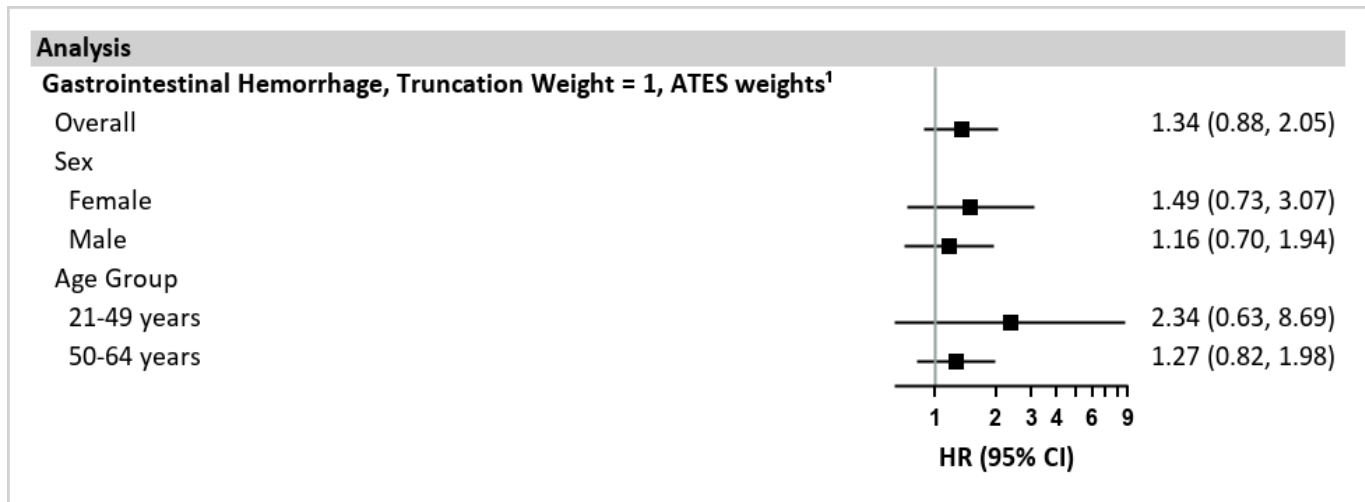 Analysis
Gastrointestinal Hemorrhage, Truncation Weight = 1, ATES weights¹
Overall 1.34 (0.88, 2.05)
Sex
Female 1.49 (0.73, 3.07)
Male 1.16 (0.70, 1.94)
Age Group
21-49 years 2.34 (0.63, 8.69)
50-64 years 1.27 (0.82, 1.98)
1 2 3 4 6 9
HR (95% CI)